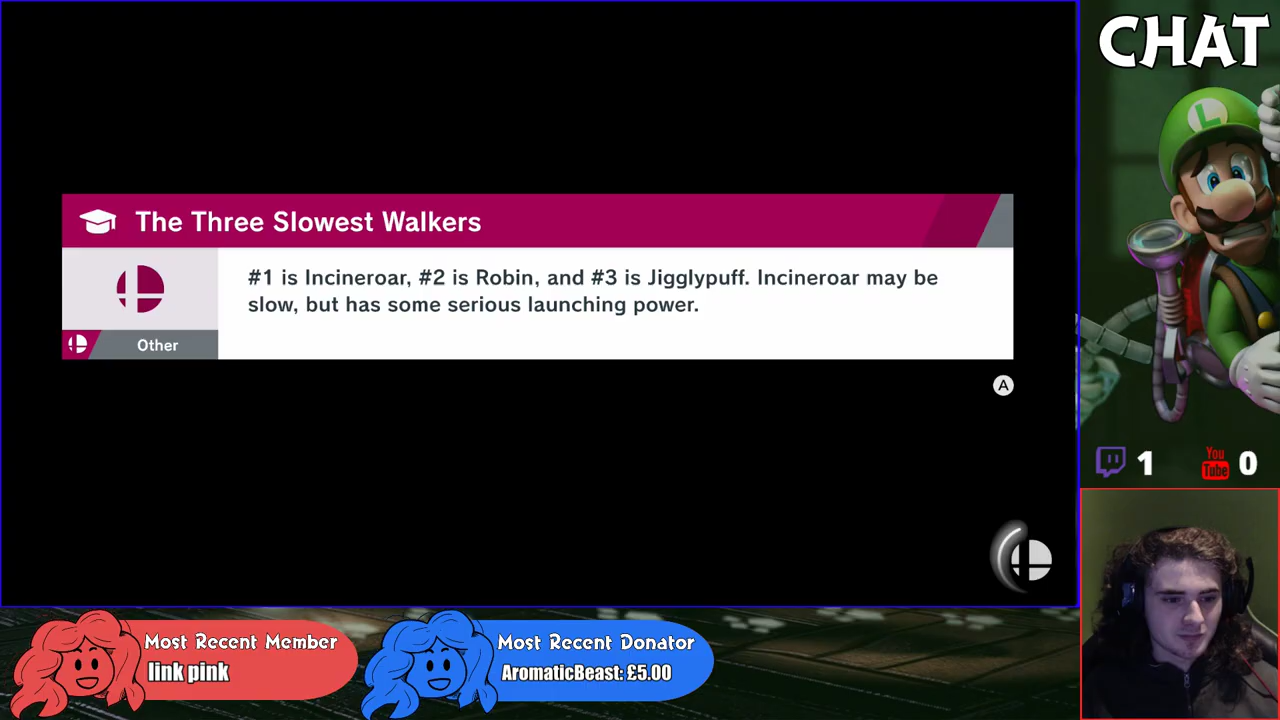 CHAT
L
The Three Slowest Walkers
#1 is Incineroar, #2 is Robin, and #3 is Jigglypuff. Incineroar may be
slow, but has some serious launching power.
Other
A
1
You
Tube
0
Most Recent Member
link pink
Most Recent Donator
AromaticBeast: £5.00